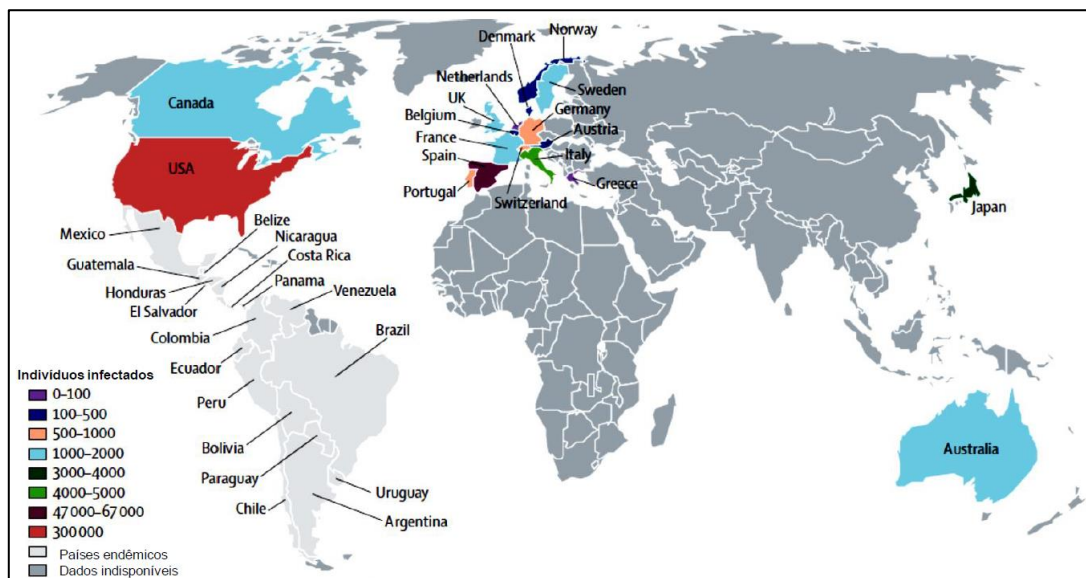 Norway
Denmark
Netherlands
Canada
UK
Sweden
Belgium
Germany
France
Austria
USA
Spain
Italy
Portugal
Switzerland
Greece
Japan
Mexico
Belize
Nicaragua
Guatemala
Costa Rica
Honduras
Panama
El Salvador
Venezuela
Colombia
Brazil
Ecuador
Peru
Bolivia
Paraguay
Uruguay
Chile
Argentina
Australia
Individuos infectados
0–100
100–500
500–1000
1000–2000
3000–4000
4000–5000
47 000–67 000
300 000
Países endêmicos
Dados indisponíveis